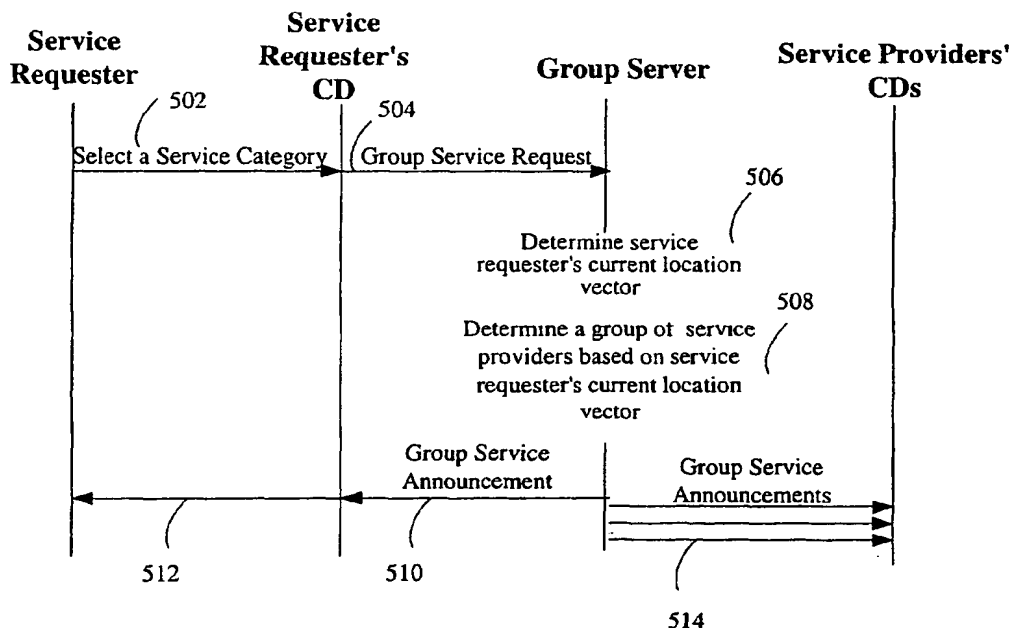 Service
Requester
Service
Requester's
CD
Group Server
Service Providers'
CDs
502
504
Select a Service Category
Group Service Request
506
Determine service
requester's current location
vector
508
Determine a group of service
providers based on service
requester's current location
vector
Group Service
Announcement
Group Service
Announcements
512
510
514